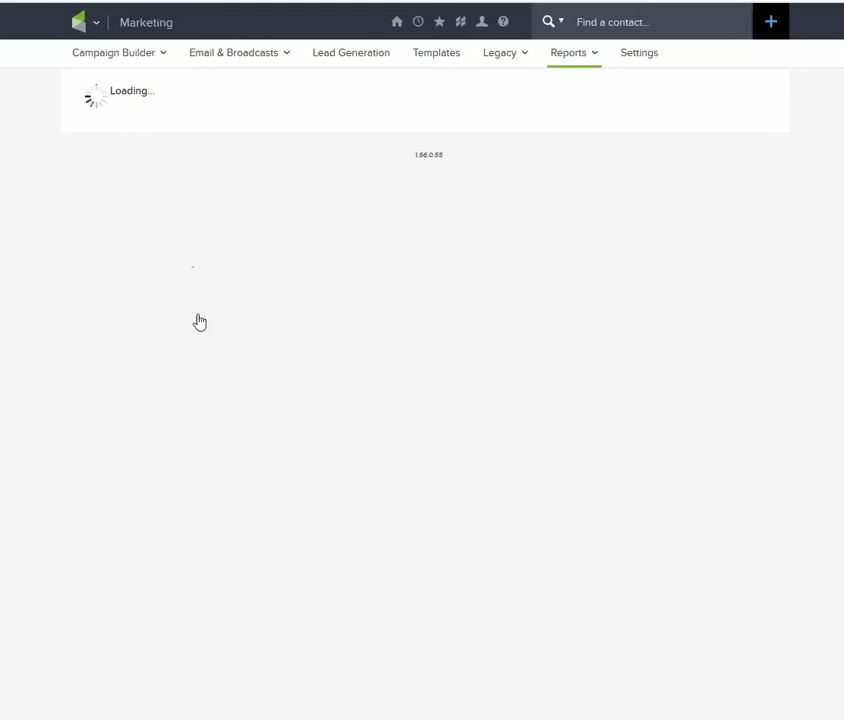 Marketing
Find a contact...
Campaign Builder Email & Broadcasts Lead Generation Templates Legacy Reports Settings
Loading...
1.56.0.55